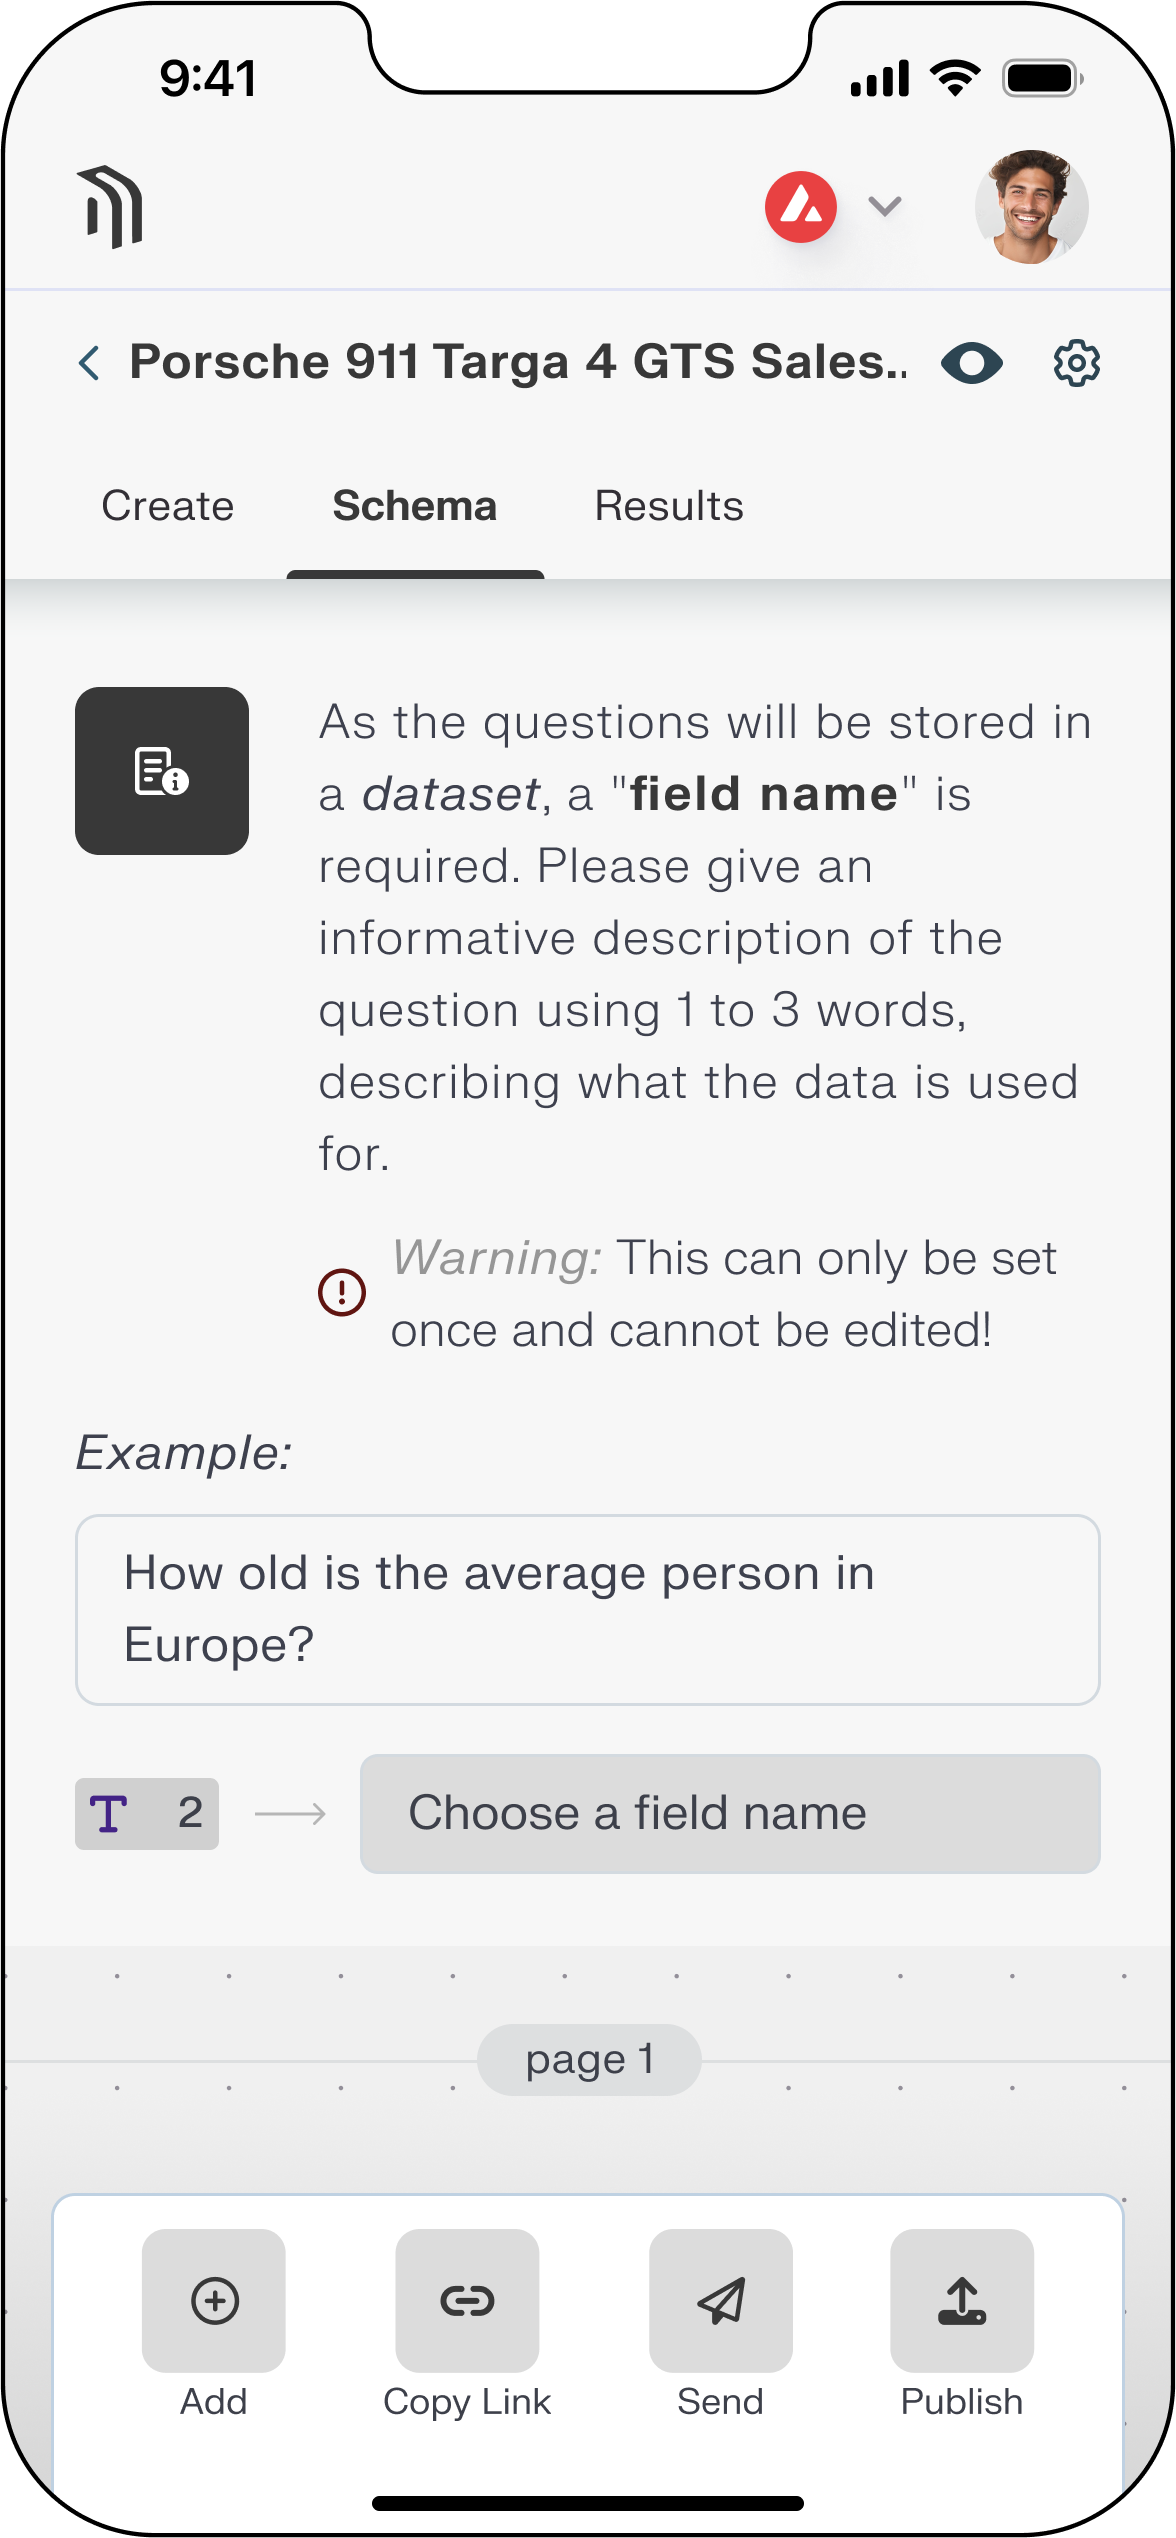 9:41
Porsche 911 Targa 4 GTS Sales..
Create Schema Results
As the questions will be stored in
a dataset, a "field name" is
required. Please give an
informative description of the
question using 1 to 3 words,
describing what the data is used
for.
Warning: This can only be set
once and cannot be edited!
Example:
How old is the average person in
Europe?
T 2 Choose a field name
page 1
Add Copy Link Send Publish